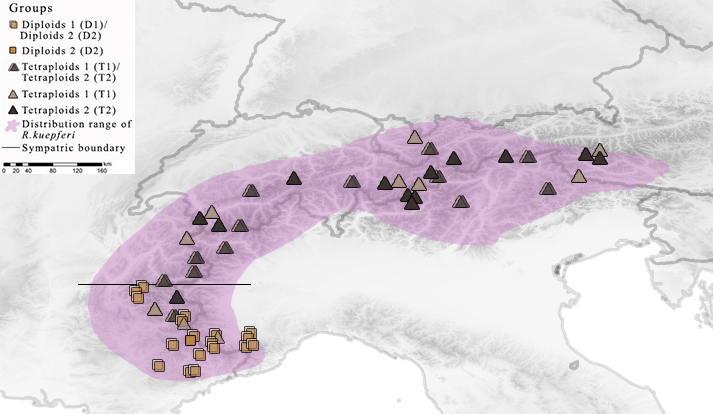 Groups
Diploids 1 (D1)/
Diploids 2 (D2)
Diploids 2 (D2)
Tetraploids 1 (T1)/
Tetraploids 2 (T2)
Tetraploids 1 (T1)
Tetraploids 2 (T2)
Distribution range of
R.kuepferi
Sympatric boundary
0 20 40 80 120 160 km